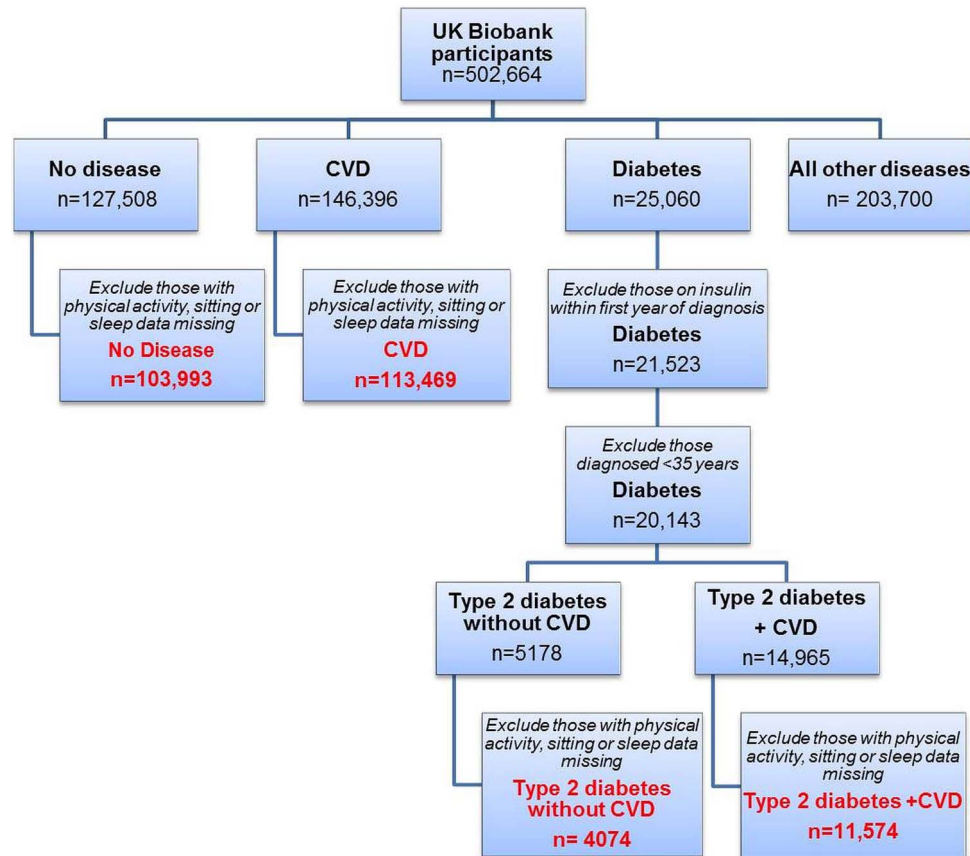 UK Biobank
participants
n=502,664
No disease
n=127,508
CVD
n=146,396
Diabetes
n=25,060
All other diseases
n= 203,700
Exclude those with
physical activity, sitting or
sleep data missing
No Disease
n=103,993
Exclude those with
physical activity, sitting or
sleep data missing
CVD
n=113,469
Exclude those on insulin
within first year of diagnosis
Diabetes
n=21,523
Exclude those
diagnosed <35 years
Diabetes
n=20,143
Type 2 diabetes
without CVD
n=5178
Type 2 diabetes
+ CVD
n=14,965
Exclude those with physical
activity, sitting or sleep data
missing
Type 2 diabetes
without CVD
n= 4074
Exclude those with physical
activity, sitting or sleep data
missing
Type 2 diabetes +CVD
n=11,574